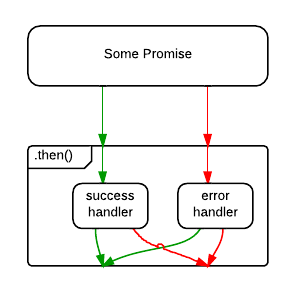 Some Promise
.then()
success
handler
error
handler